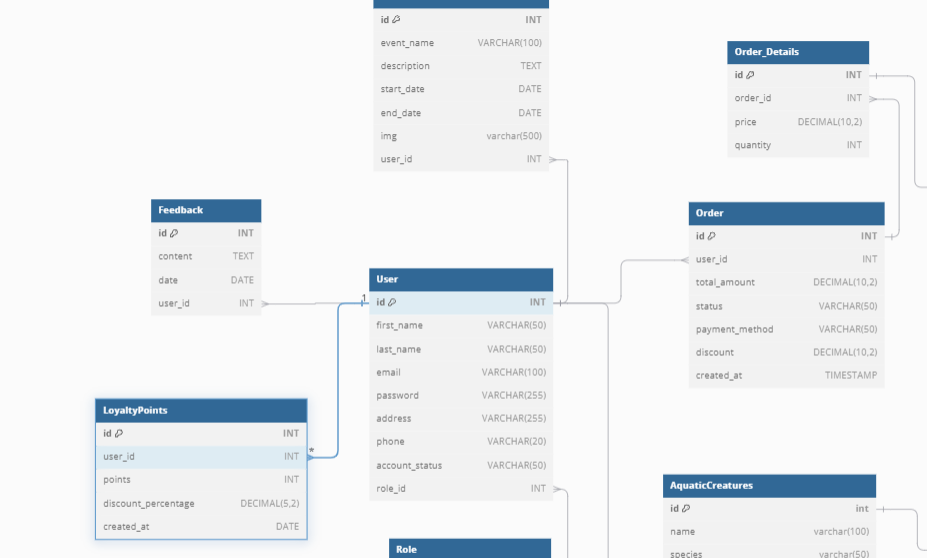 id INT
event_name VARCHAR(100)
description TEXT
start_date DATE
end_date DATE
img varchar(500)
user_id INT
Order_Details
id INT
order_id INT
price DECIMAL(10,2)
quantity INT
Feedback
id INT
content TEXT
date DATE
user_id INT
Order
id INT
user_id INT
total_amount DECIMAL(10,2)
status VARCHAR(50)
payment_method VARCHAR(50)
discount DECIMAL(10,2)
created_at TIMESTAMP
User
1
id INT
first_name VARCHAR(50)
last_name VARCHAR(50)
email VARCHAR(100)
password VARCHAR(255)
address VARCHAR(255)
phone VARCHAR(20)
account_status VARCHAR(50)
role_id INT
LoyaltyPoints
id INT
user_id INT *
points INT
discount_percentage DECIMAL(5,2)
created_at DATE
AquaticCreatures
id int
name varchar(100)
species varchar(50)
Role